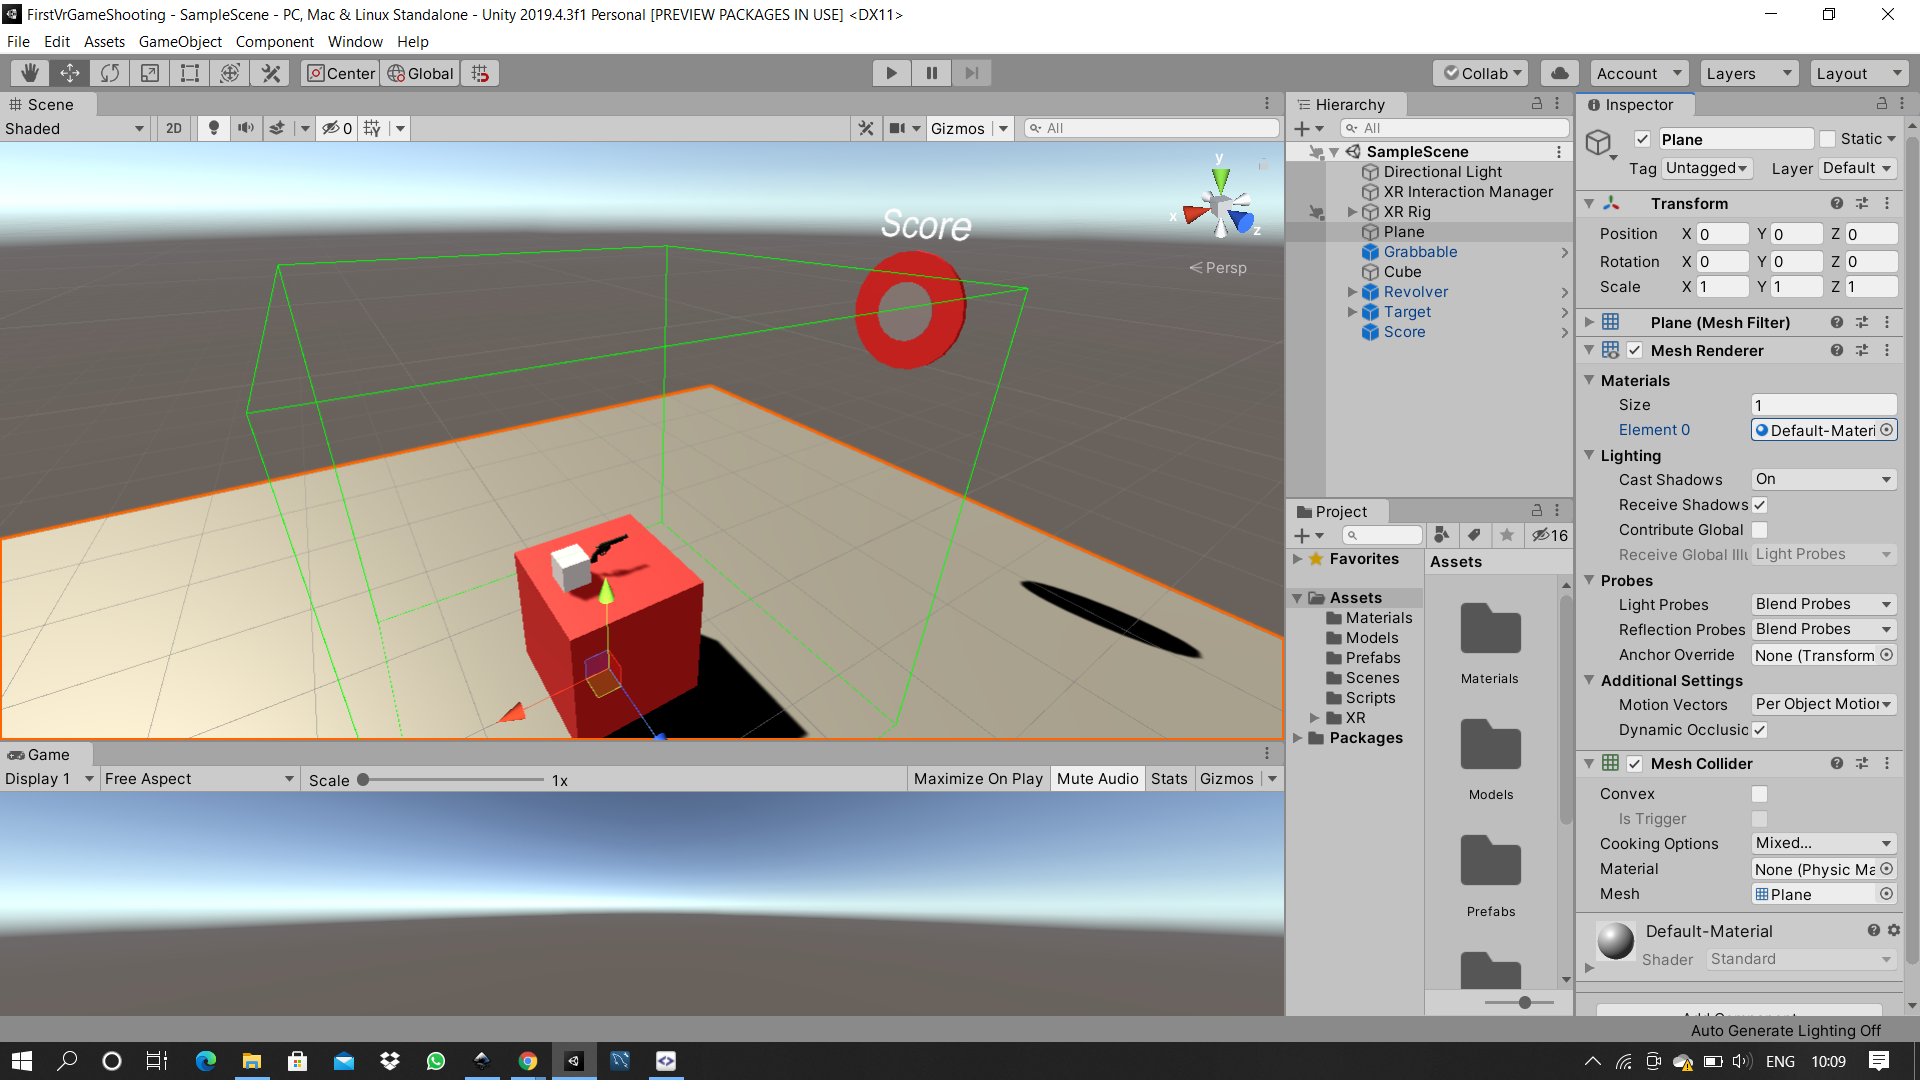 FirstVrGameShooting - SampleScene - PC, Mac & Linux Standalone - Unity 2019.4.3f1 Personal [PREVIEW PACKAGES IN USE] <DX11>
File Edit Assets GameObject Component Window Help
Center Global Collab Account Layers Layout
Scene
Shaded 2D 0 Gizmos All
Score
y
x
z
Persp
Game
Display 1 Free Aspect Scale 1x Maximize On Play Mute Audio Stats Gizmos
Hierarchy
All
SampleScene
Directional Light
XR Interaction Manager
XR Rig
Plane
Grabbable
Cube
Revolver
Target
Score
Project
16
Favorites
Assets
Materials
Models
Prefabs
Scenes
Scripts
XR
Packages
Assets
Materials
Models
Prefabs
Inspector
Plane Static
Tag Untagged Layer Default
Transform
Position X 0 Y 0 Z 0
Rotation X 0 Y 0 Z 0
Scale X 1 Y 1 Z 1
Plane (Mesh Filter)
Mesh Renderer
Materials
Size 1
Element 0 Default-Materi
Lighting
Cast Shadows On
Receive Shadows
Contribute Global
Receive Global Illu Light Probes
Probes
Light Probes Blend Probes
Reflection Probes Blend Probes
Anchor Override None (Transform
Additional Settings
Motion Vectors Per Object Motion
Dynamic Occlusic
Mesh Collider
Convex
Is Trigger
Cooking Options Mixed...
Material None (Physic Ma
Mesh Plane
Default-Material
Shader Standard
Add Component
Auto Generate Lighting Off
ENG 10:09